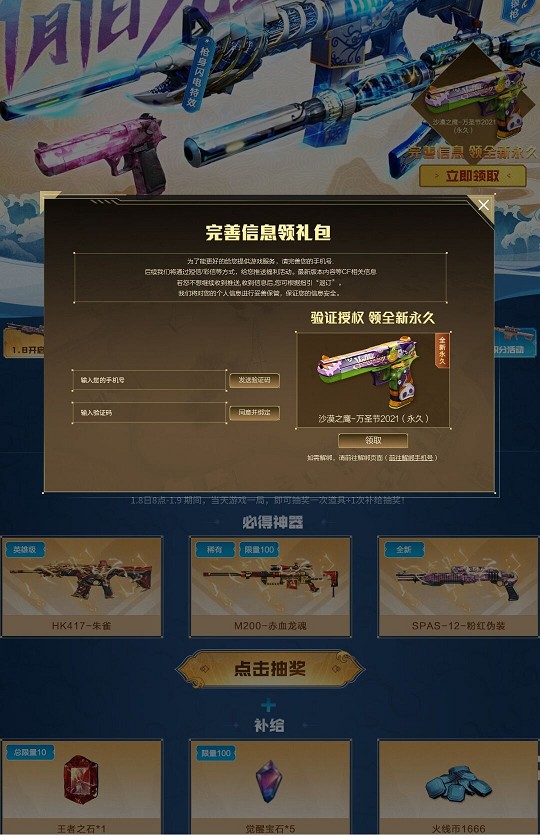 枪身闪电特效
沙漠之鹰-万圣节2021
(永久)
完善信息 领全新永久
立即领取
完善信息领礼包
为了能更好的给您提供游戏服务，请完善您的手机号，
后续我们将通过短信/彩信等方式，给您推送福利活动。最新版本内容等CF相关信息
若您不想继续收到推送,收到信息后,您可根据指引“退订”。
我们将对您的个人信息进行妥善保管，保证您的信息安全。
验证授权 领全新永久
全新永久
1.8开启
积分活动
输入您的手机号
发送验证码
输入验证码
同意并绑定
沙漠之鹰-万圣节2021（永久）
领取
如需解绑，请前往解绑页面（前往解绑手机号）
1.8日8点-1.9 期间，当天游戏一局，即可抽奖一次道具+1次补给抽奖！
必得神器
英雄级
稀有
限量100
全新
HK417-朱雀
M200-赤血龙魂
SPAS-12-粉红伪装
点击抽奖
+
补给
总限量10
限量100
王者之石*1
觉醒宝石*5
火线币1666